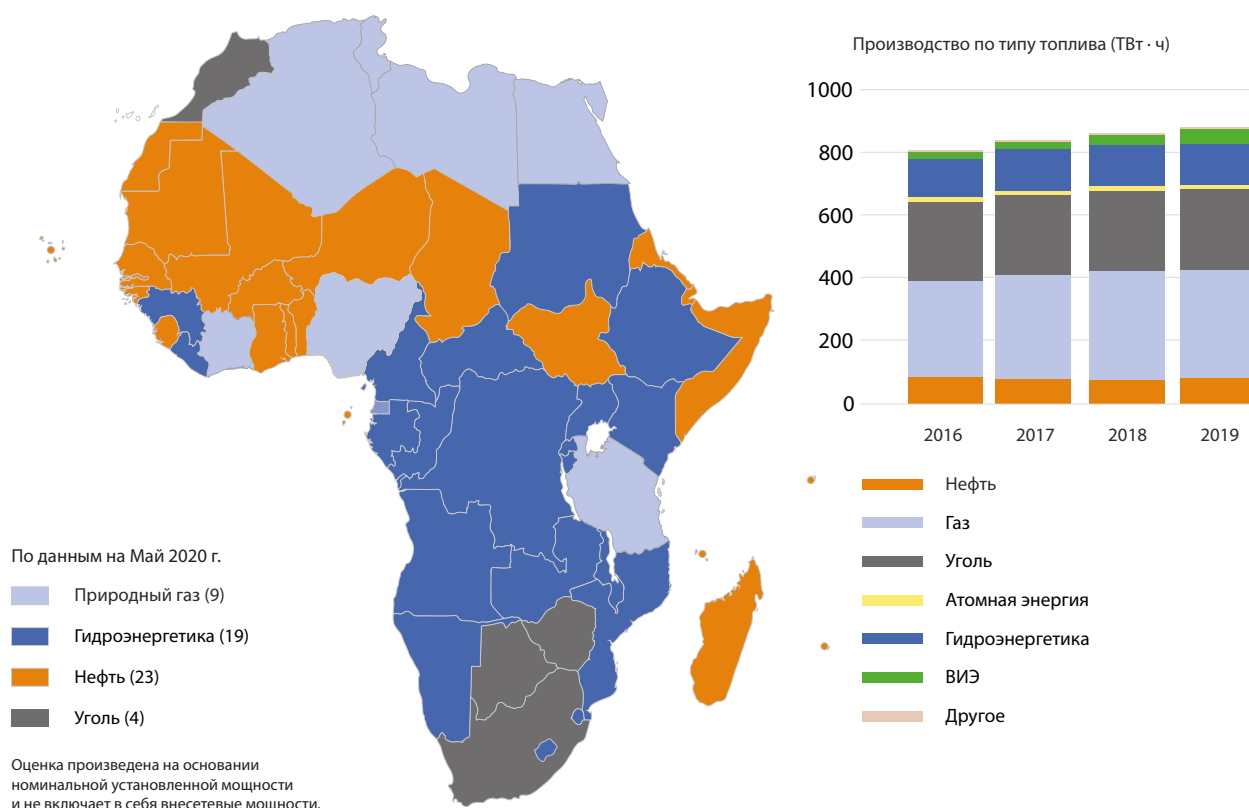 Производство по типу топлива (ТВт · ч)
1000
800
600
400
200
0
2016
2017
2018
2019
Нефть
Газ
Уголь
Атомная энергия
Гидроэнергетика
ВИЭ
Другое
По данным на Май 2020 г.
Природный газ (9)
Гидроэнергетика (19)
Нефть (23)
Уголь (4)
Оценка произведена на основании
номинальной установленной мощности
и не включает в себя внесетевые мощности.